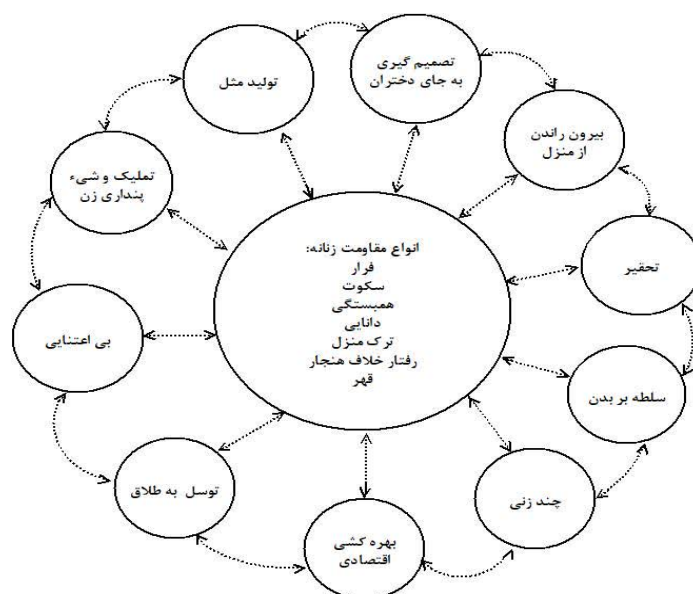 تصمیم گیری
به جای دختران
تولید مثل
بیرون راندن
از منزل
تملیک و شیء
پنداری زن
تحقیر
انواع مقاومت زنانه:
فرار
سکوت
همبستگی
دانایی
ترک منزل
رفتار خلاف هنجار
قهر
بی اعتنایی
سلطه بر بدن
توسل به طلاق
چند زنی
بهره کشی
اقتصادی